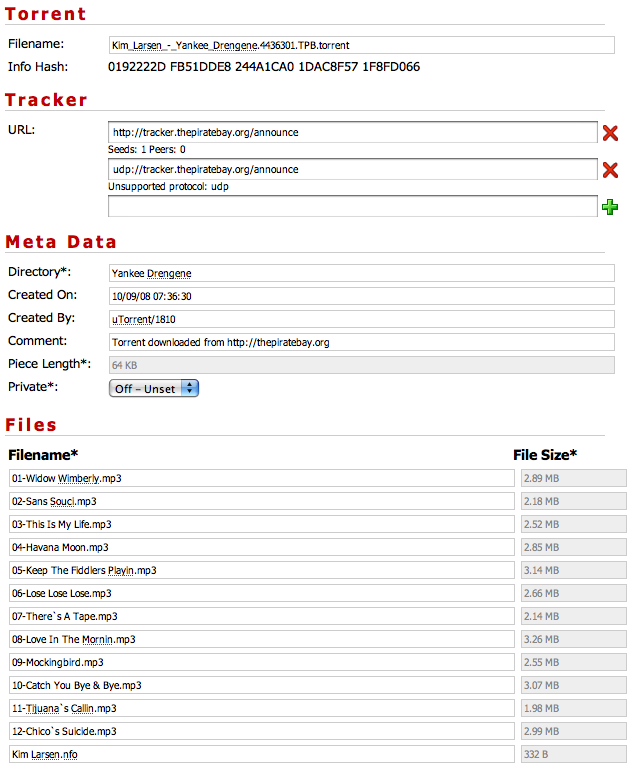 Torrent
Filename: Kim_Larsen_-_Yankee_Drengene.4436301.TPB.torrent
Info Hash: 0192222D FB51DDE8 244A1CA0 1DAC8F57 1F8FD066
Tracker
URL: http://tracker.thepiratebay.org/announce
Seeds: 1 Peers: 0
udp://tracker.thepiratebay.org/announce
Unsupported protocol: udp
Meta Data
Directory*: Yankee Drengene
Created On: 10/09/08 07:36:30
Created By: uTorrent/1810
Comment: Torrent downloaded from http://thepiratebay.org
Piece Length*: 64 KB
Private*: Off – Unset
Files
Filename* File Size*
01-Widow Wimberly.mp3 2.89 MB
02-Sans Souci.mp3 2.18 MB
03-This Is My Life.mp3 2.52 MB
04-Havana Moon.mp3 2.85 MB
05-Keep The Fiddlers Playin.mp3 3.14 MB
06-Lose Lose Lose.mp3 2.66 MB
07-There`s A Tape.mp3 2.14 MB
08-Love In The Mornin.mp3 3.26 MB
09-Mockingbird.mp3 2.55 MB
10-Catch You Bye & Bye.mp3 3.07 MB
11-Tijuana`s Callin.mp3 1.98 MB
12-Chico`s Suicide.mp3 2.99 MB
Kim Larsen.nfo 332 B